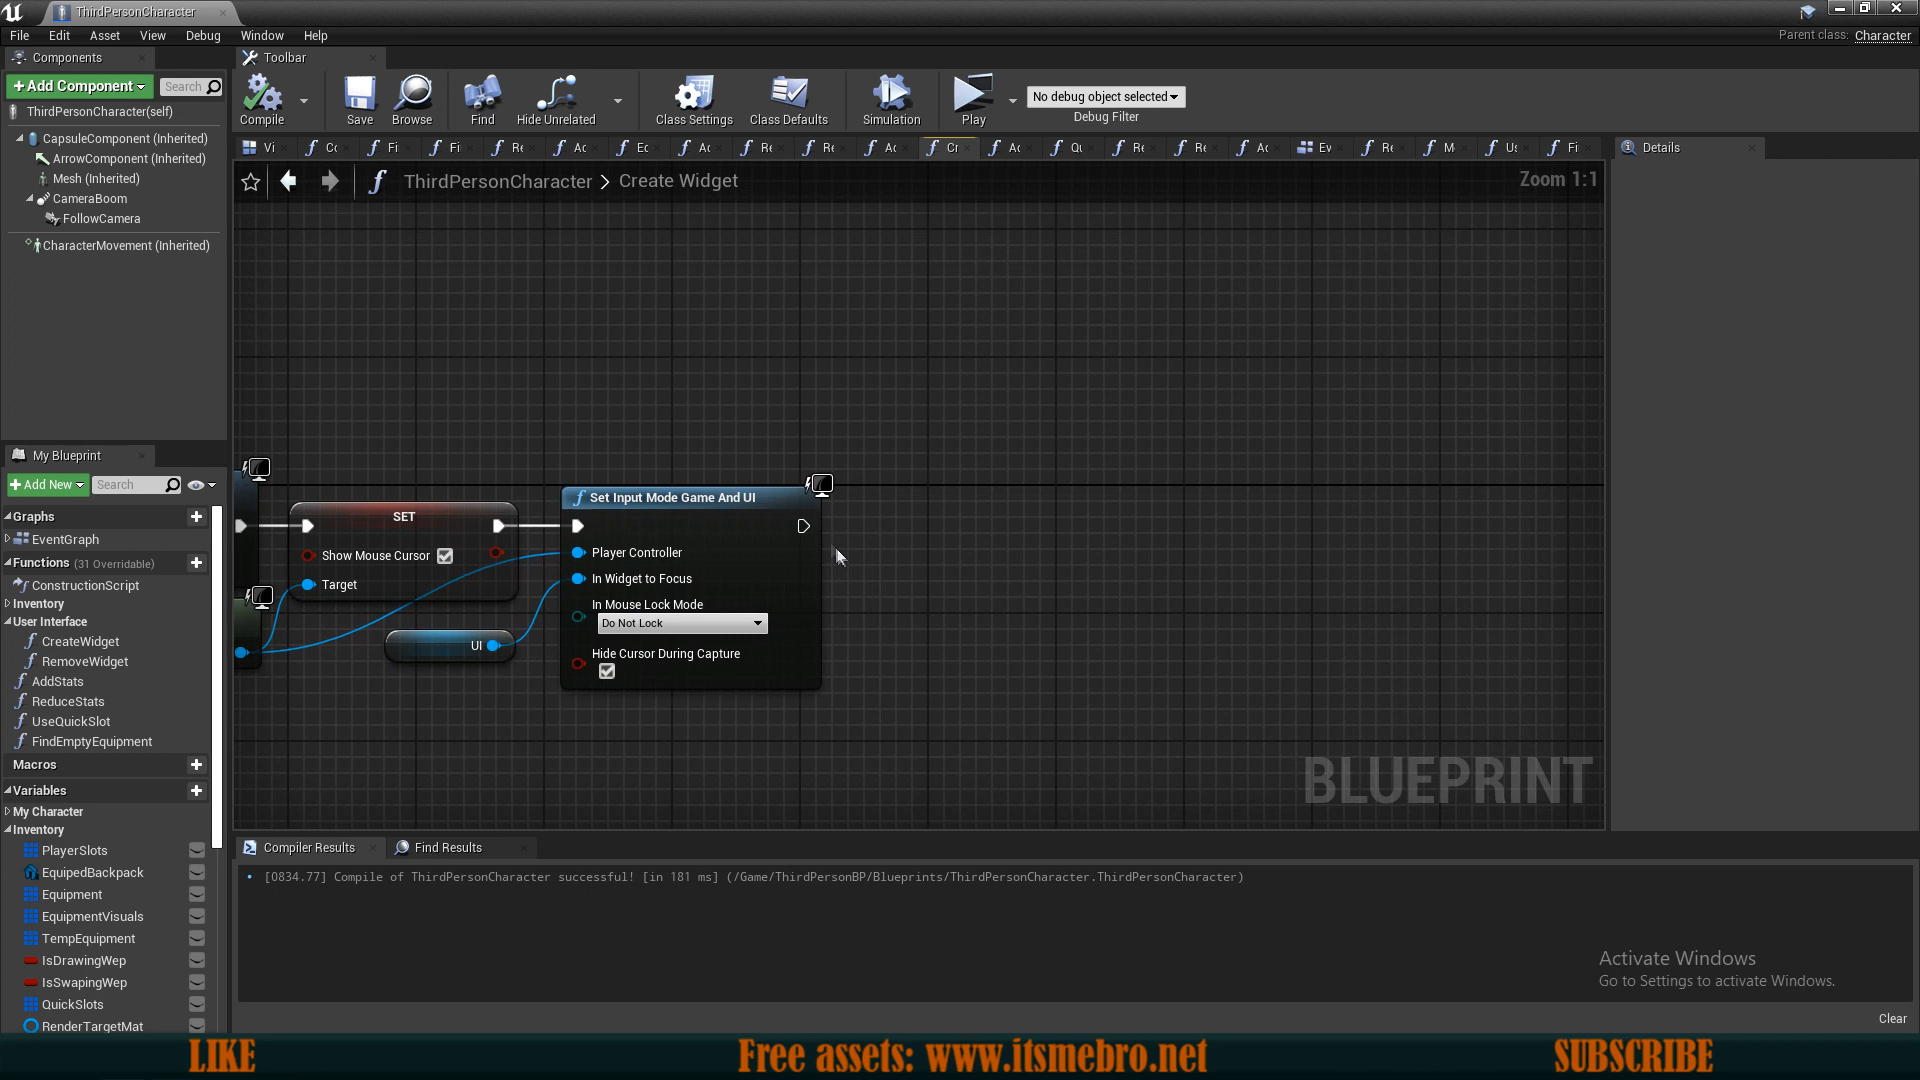 ThirdPersonCharacter
File Edit Asset View Debug Window Help
Parent class: Character
Components
Toolbar
+Add Component
Search
ThirdPersonCharacter(self)
CapsuleComponent (Inherited)
ArrowComponent (Inherited)
Mesh (Inherited)
CameraBoom
FollowCamera
CharacterMovement (Inherited)
Compile
Save
Browse
Find
Hide Unrelated
Class Settings
Class Defaults
Simulation
Play
No debug object selected
Debug Filter
Vi
Fi
Fi
Ev
M
Fi
Details
ThirdPersonCharacter > Create Widget
Zoom 1:1
My Blueprint
+Add New
Search
Graphs
EventGraph
Functions (31 Overridable)
ConstructionScript
Inventory
User Interface
CreateWidget
RemoveWidget
AddStats
ReduceStats
UseQuickSlot
FindEmptyEquipment
Macros
Variables
My Character
Inventory
PlayerSlots
EquipedBackpack
Equipment
EquipmentVisuals
TempEquipment
IsDrawingWep
IsSwapingWep
QuickSlots
RenderTargetMat
SET
Show Mouse Cursor
Target
UI
Set Input Mode Game And UI
Player Controller
In Widget to Focus
In Mouse Lock Mode
Do Not Lock
Hide Cursor During Capture
BLUEPRINT
Compiler Results
Find Results
[0834.77] Compile of ThirdPersonCharacter successful! [in 181 ms] (/Game/ThirdPersonBP/Blueprints/ThirdPersonCharacter.ThirdPersonCharacter)
Activate Windows
Go to Settings to activate Windows.
Clear
LIKE
Free assets: www.itsmebro.net
SUBSCRIBE